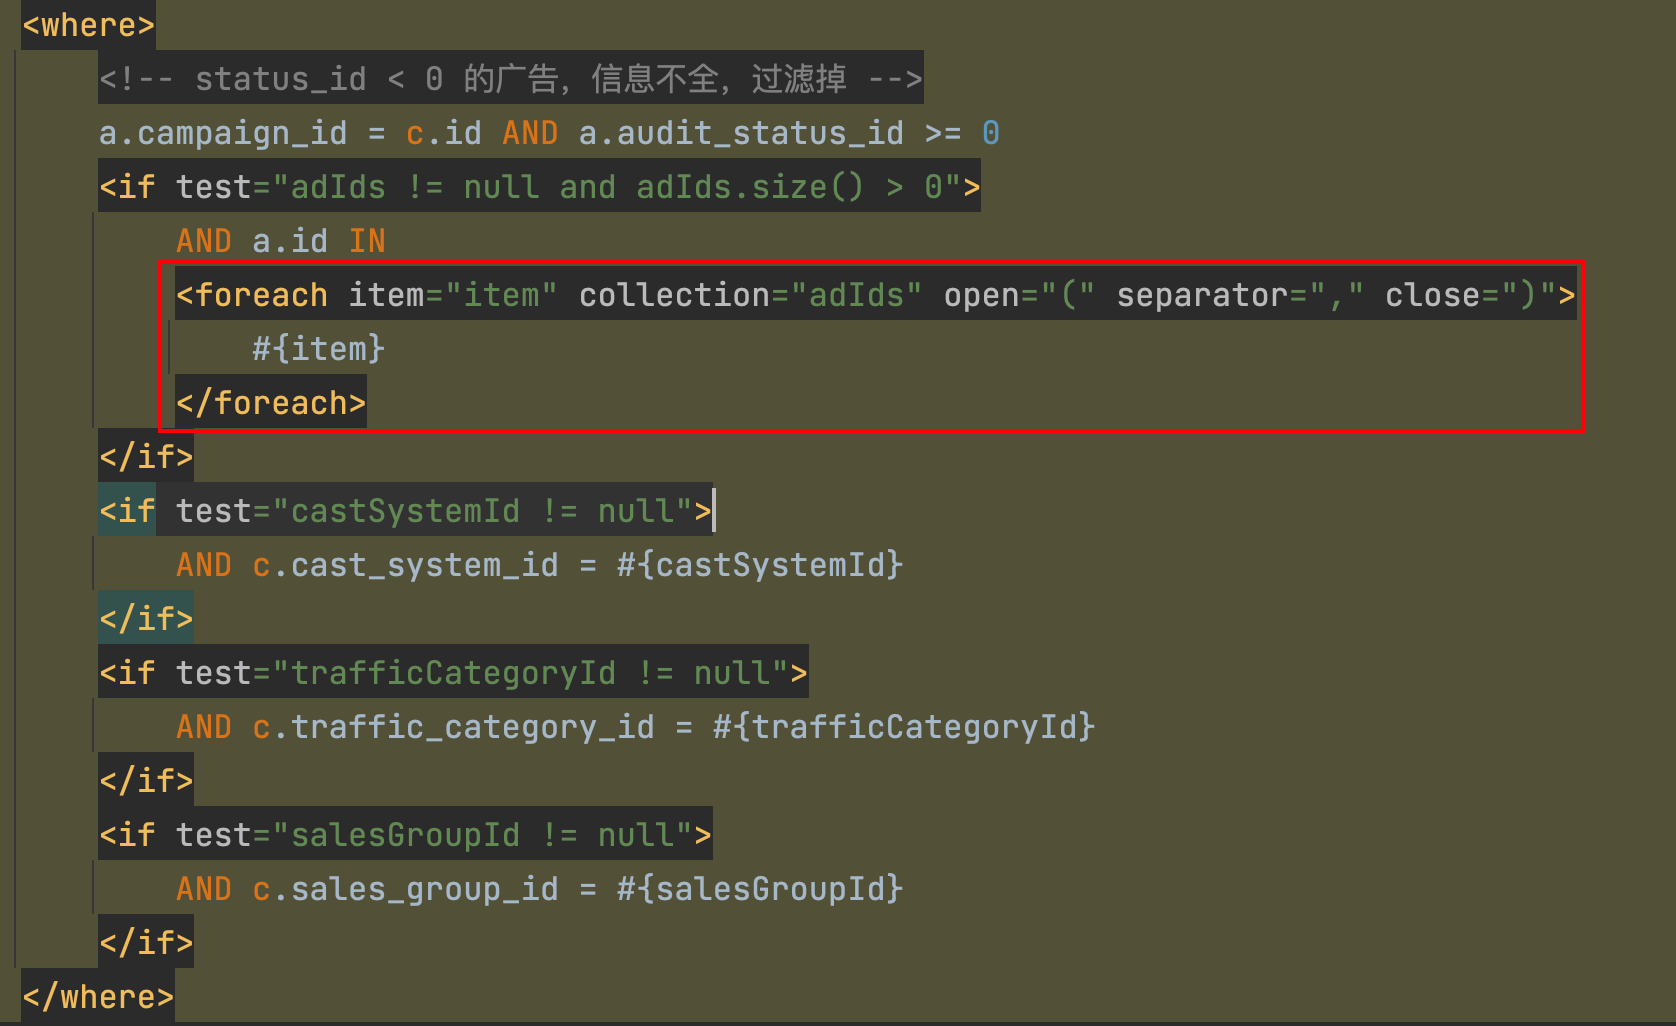 <where>
<!-- status_id < 0 的广告，信息不全，过滤掉 -->
a.campaign_id = c.id AND a.audit_status_id >= 0
<if test="adIds != null and adIds.size() > 0">
AND a.id IN
<foreach item="item" collection="adIds" open="(" separator="," close=")">
#{item}
</foreach>
</if>
<if test="castSystemId != null">
AND c.cast_system_id = #{castSystemId}
</if>
<if test="trafficCategoryId != null">
AND c.traffic_category_id = #{trafficCategoryId}
</if>
<if test="salesGroupId != null">
AND c.sales_group_id = #{salesGroupId}
</if>
</where>